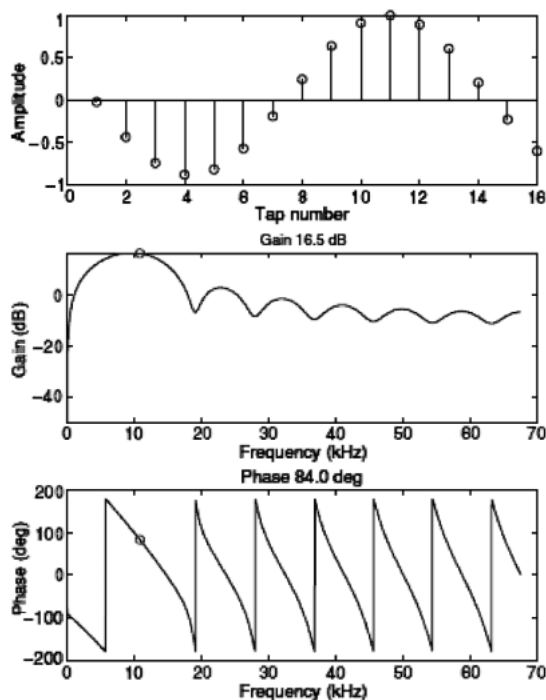 1
0.5
0
−0.5
−1
Amplitude
2 4 6 8 10 12 14 16
Tap number
Gain 16.5 dB
0
−20
−40
Gain (dB)
0 10 20 30 40 50 60 70
Frequency (kHz)
Phase 84.0 deg
200
100
0
−100
−200
Phase (deg)
0 10 20 30 40 50 60 70
Frequency (kHz)